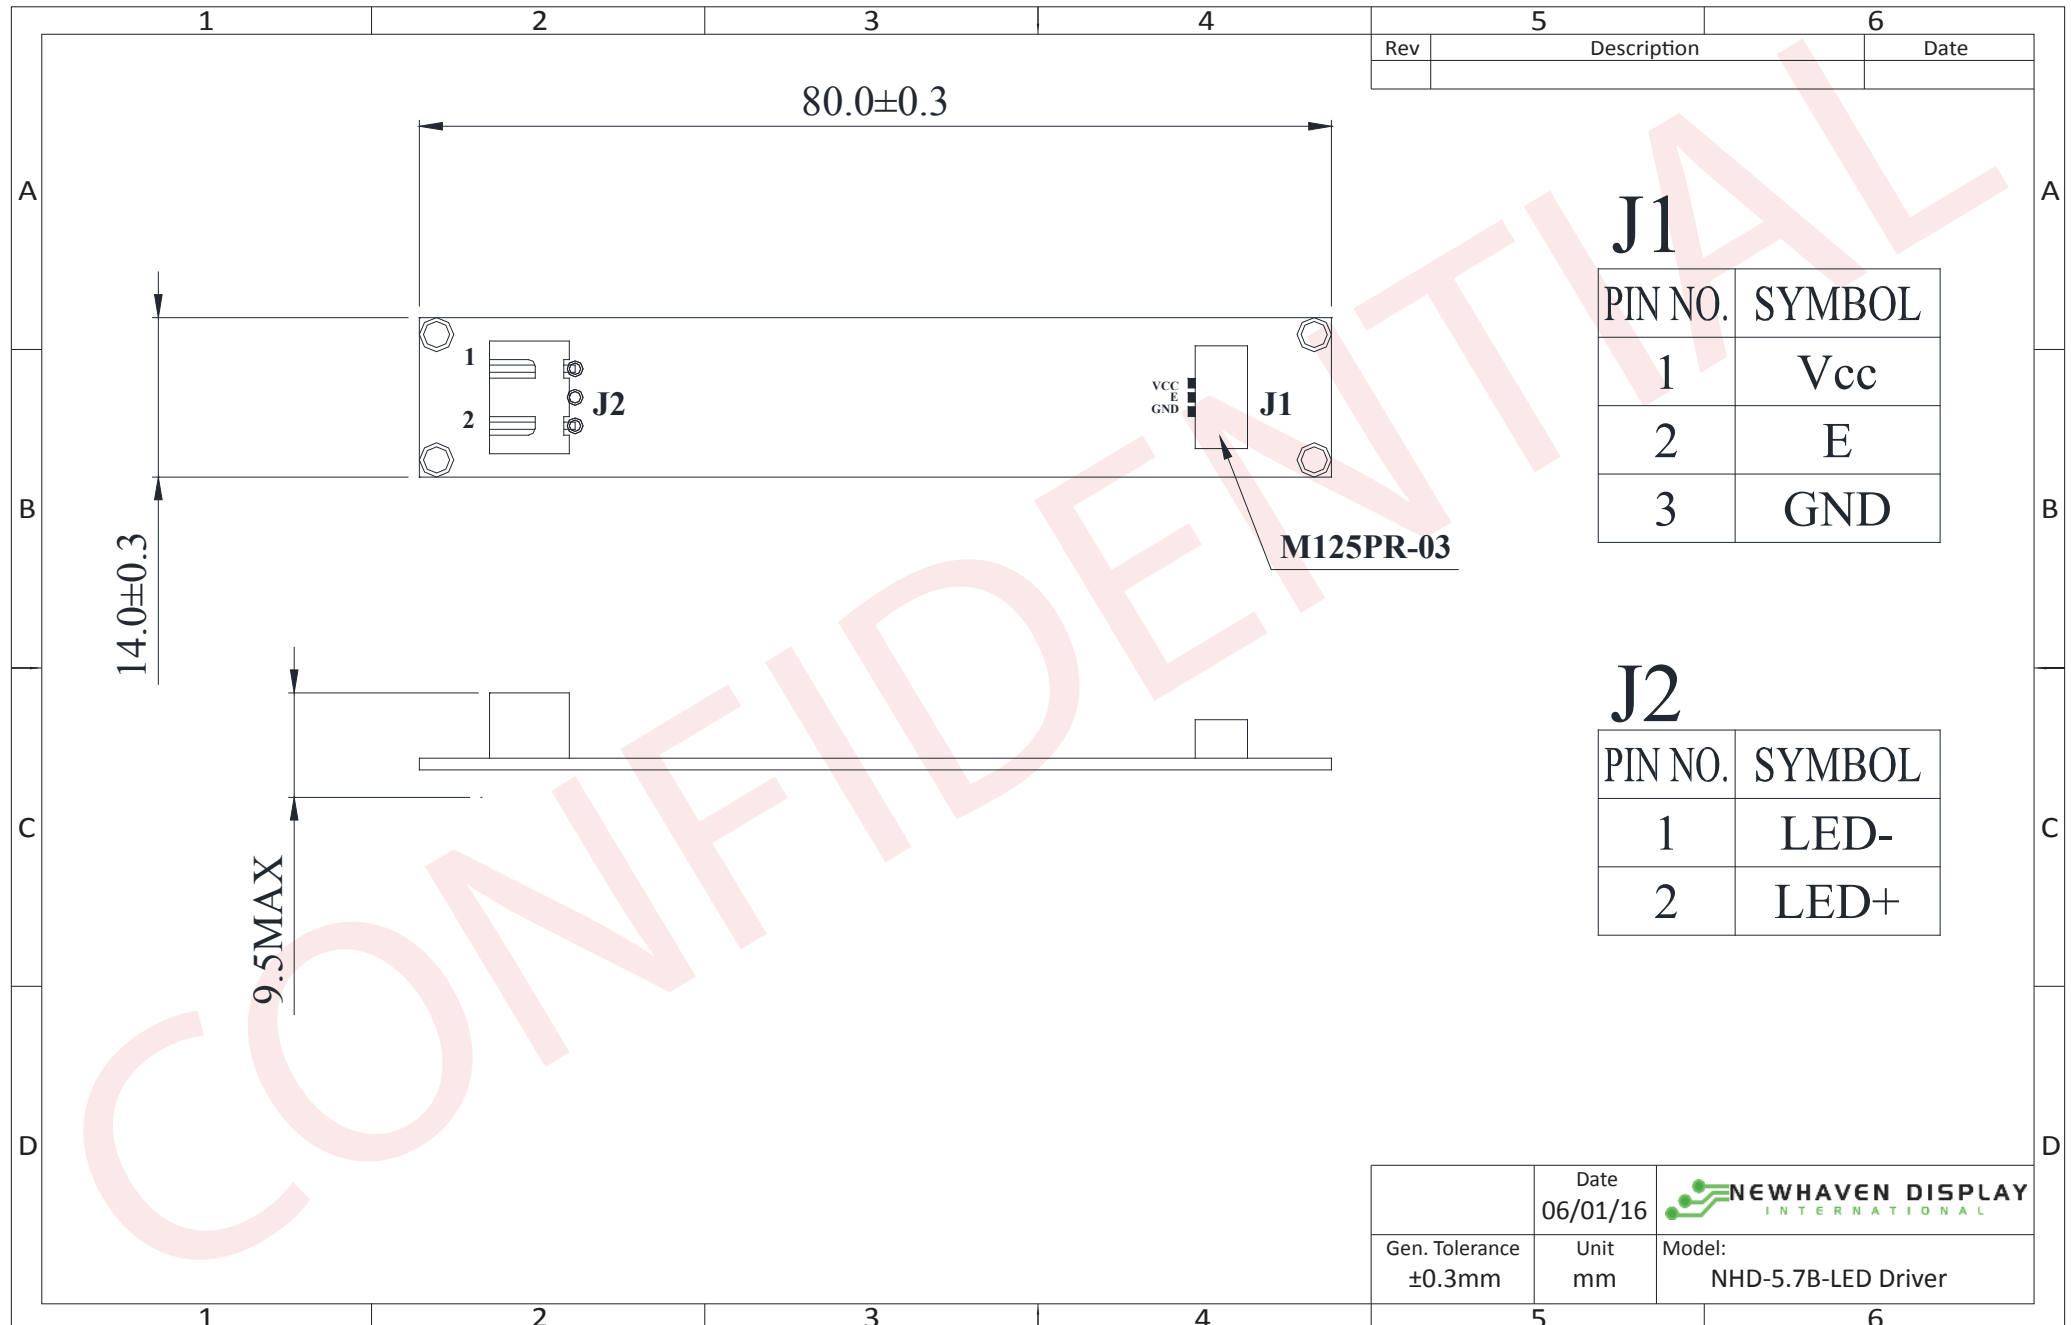 1 2 3 4 5 6
Rev Description Date
80.0±0.3
A A
J1
PIN NO. SYMBOL
1 Vcc
2 E
3 GND
1
2
J2
VCC
E
GND
J1
M125PR-03
B B
14.0±0.3
J2
PIN NO. SYMBOL
1 LED-
2 LED+
C C
9.5MAX
CONFIDENTIAL
D D
Date
06/01/16
NEWHAVEN DISPLAY
INTERNATIONAL
Gen. Tolerance
±0.3mm
Unit
mm
Model:
NHD-5.7B-LED Driver
1 2 3 4 5 6